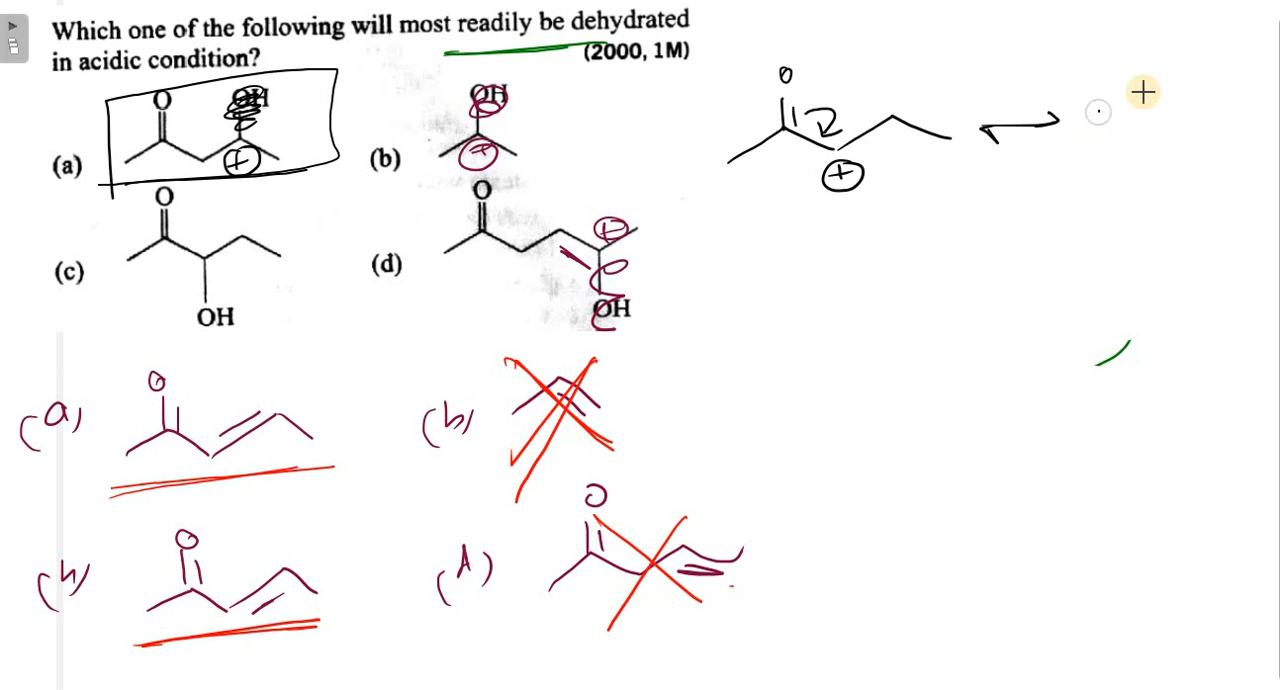 Which one of the following will most readily be dehydrated
in acidic condition? (2000, 1M)
O OH
(a)
OH
(b)
O
(c)
OH
O
(d)
OH
O
+
(a)
O
(b)
(h)
O
(A)
O